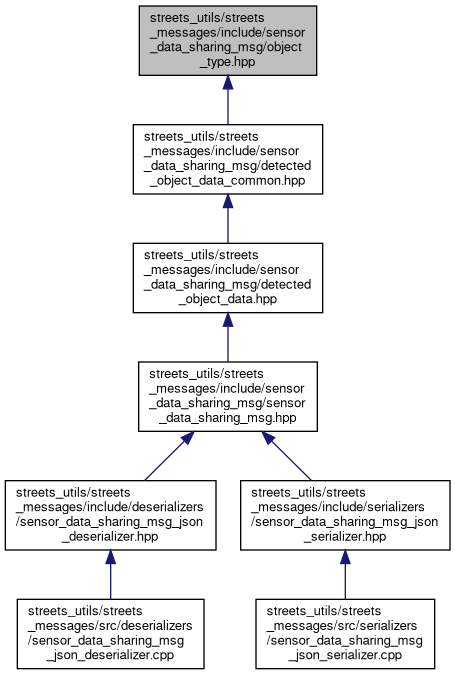 streets_utils/streets
_messages/include/sensor
_data_sharing_msg/object
_type.hpp
streets_utils/streets
_messages/include/sensor
_data_sharing_msg/detected
_object_data_common.hpp
streets_utils/streets
_messages/include/sensor
_data_sharing_msg/detected
_object_data.hpp
streets_utils/streets
_messages/include/sensor
_data_sharing_msg/sensor
_data_sharing_msg.hpp
streets_utils/streets
_messages/include/deserializers
/sensor_data_sharing_msg_json
_deserializer.hpp
streets_utils/streets
_messages/include/serializers
/sensor_data_sharing_msg_json
_serializer.hpp
streets_utils/streets
_messages/src/deserializers
/sensor_data_sharing_msg
_json_deserializer.cpp
streets_utils/streets
_messages/src/serializers
/sensor_data_sharing_msg
_json_serializer.cpp